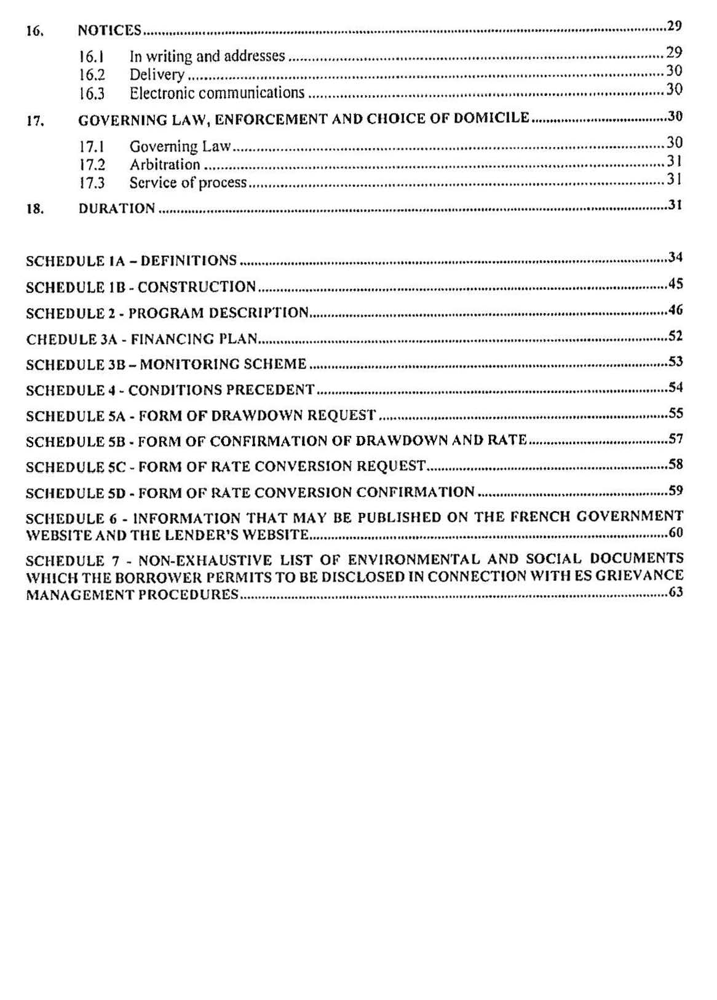 16. NOTICES ........ 29
16.1 In writing and addresses ........ 29
16.2 Delivery ........ 30
16.3 Electronic communications ........ 30
17. GOVERNING LAW, ENFORCEMENT AND CHOICE OF DOMICILE ........ 30
17.1 Governing Law ........ 30
17.2 Arbitration ........ 31
17.3 Service of process ........ 31
18. DURATION ........ 31
SCHEDULE 1A – DEFINITIONS ........ 34
SCHEDULE 1B - CONSTRUCTION ........ 45
SCHEDULE 2 - PROGRAM DESCRIPTION ........ 46
CHEDULE 3A - FINANCING PLAN ........ 52
SCHEDULE 3B – MONITORING SCHEME ........ 53
SCHEDULE 4 - CONDITIONS PRECEDENT ........ 54
SCHEDULE 5A - FORM OF DRAWDOWN REQUEST ........ 55
SCHEDULE 5B - FORM OF CONFIRMATION OF DRAWDOWN AND RATE ........ 57
SCHEDULE 5C - FORM OF RATE CONVERSION REQUEST ........ 58
SCHEDULE 5D - FORM OF RATE CONVERSION CONFIRMATION ........ 59
SCHEDULE 6 - INFORMATION THAT MAY BE PUBLISHED ON THE FRENCH GOVERNMENT
WEBSITE AND THE LENDER'S WEBSITE ........ 60
SCHEDULE 7 - NON-EXHAUSTIVE LIST OF ENVIRONMENTAL AND SOCIAL DOCUMENTS
WHICH THE BORROWER PERMITS TO BE DISCLOSED IN CONNECTION WITH ES GRIEVANCE
MANAGEMENT PROCEDURES ........ 63